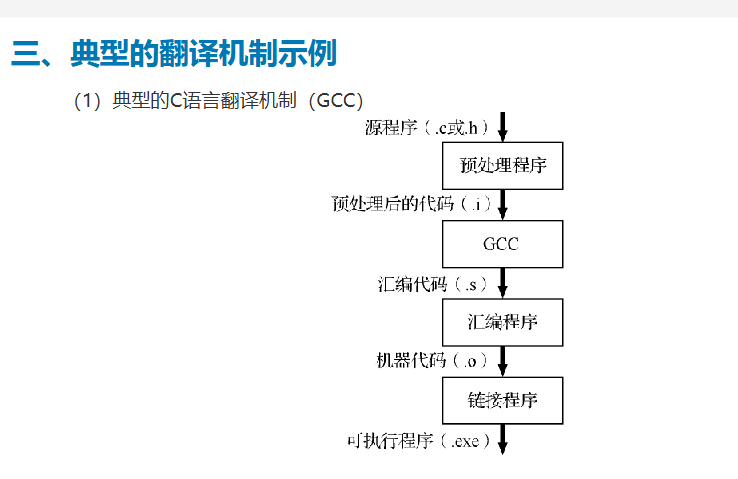 三、典型的翻译机制示例
（1）典型的C语言翻译机制（GCC）
源程序（.c或.h）
预处理程序
预处理后的代码（.i）
GCC
汇编代码（.s）
汇编程序
机器代码（.o）
链接程序
可执行程序（.exe）